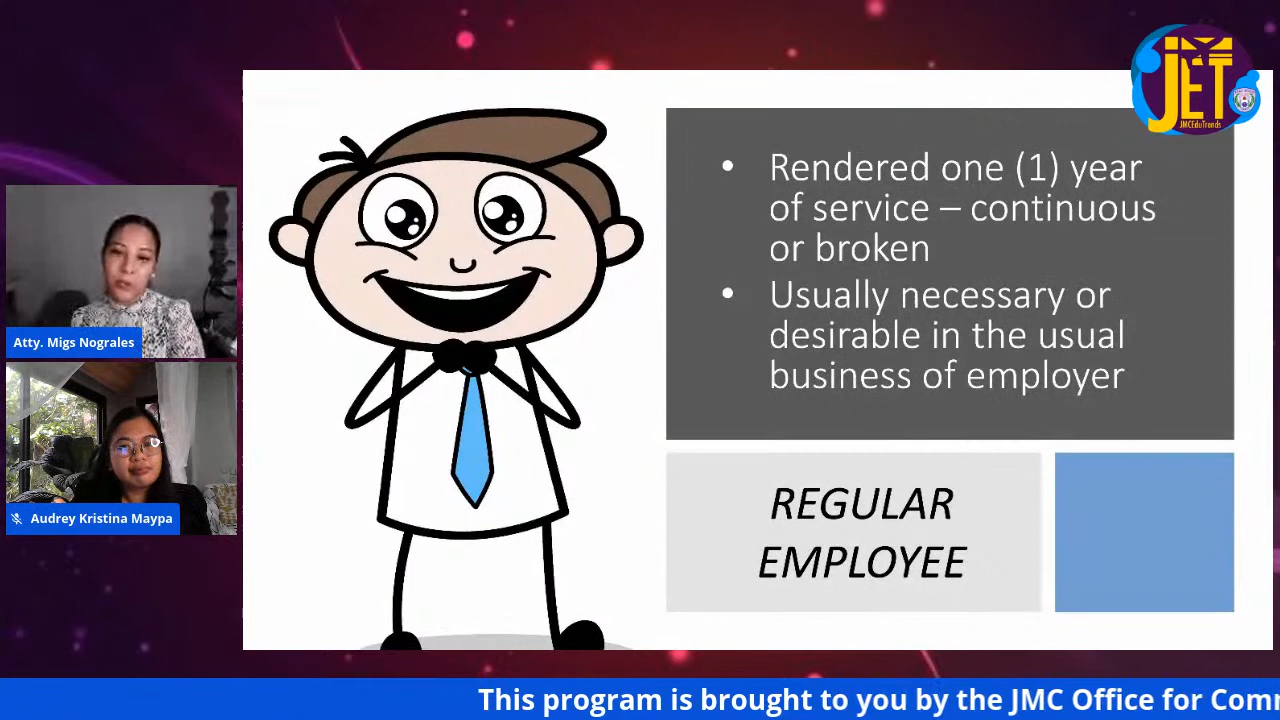 JET
JMCEduTrends
• Rendered one (1) year
of service – continuous
or broken
• Usually necessary or
desirable in the usual
business of employer
Atty. Migs Nograles
Audrey Kristina Maypa
REGULAR
EMPLOYEE
This program is brought to you by the JMC Office for Com